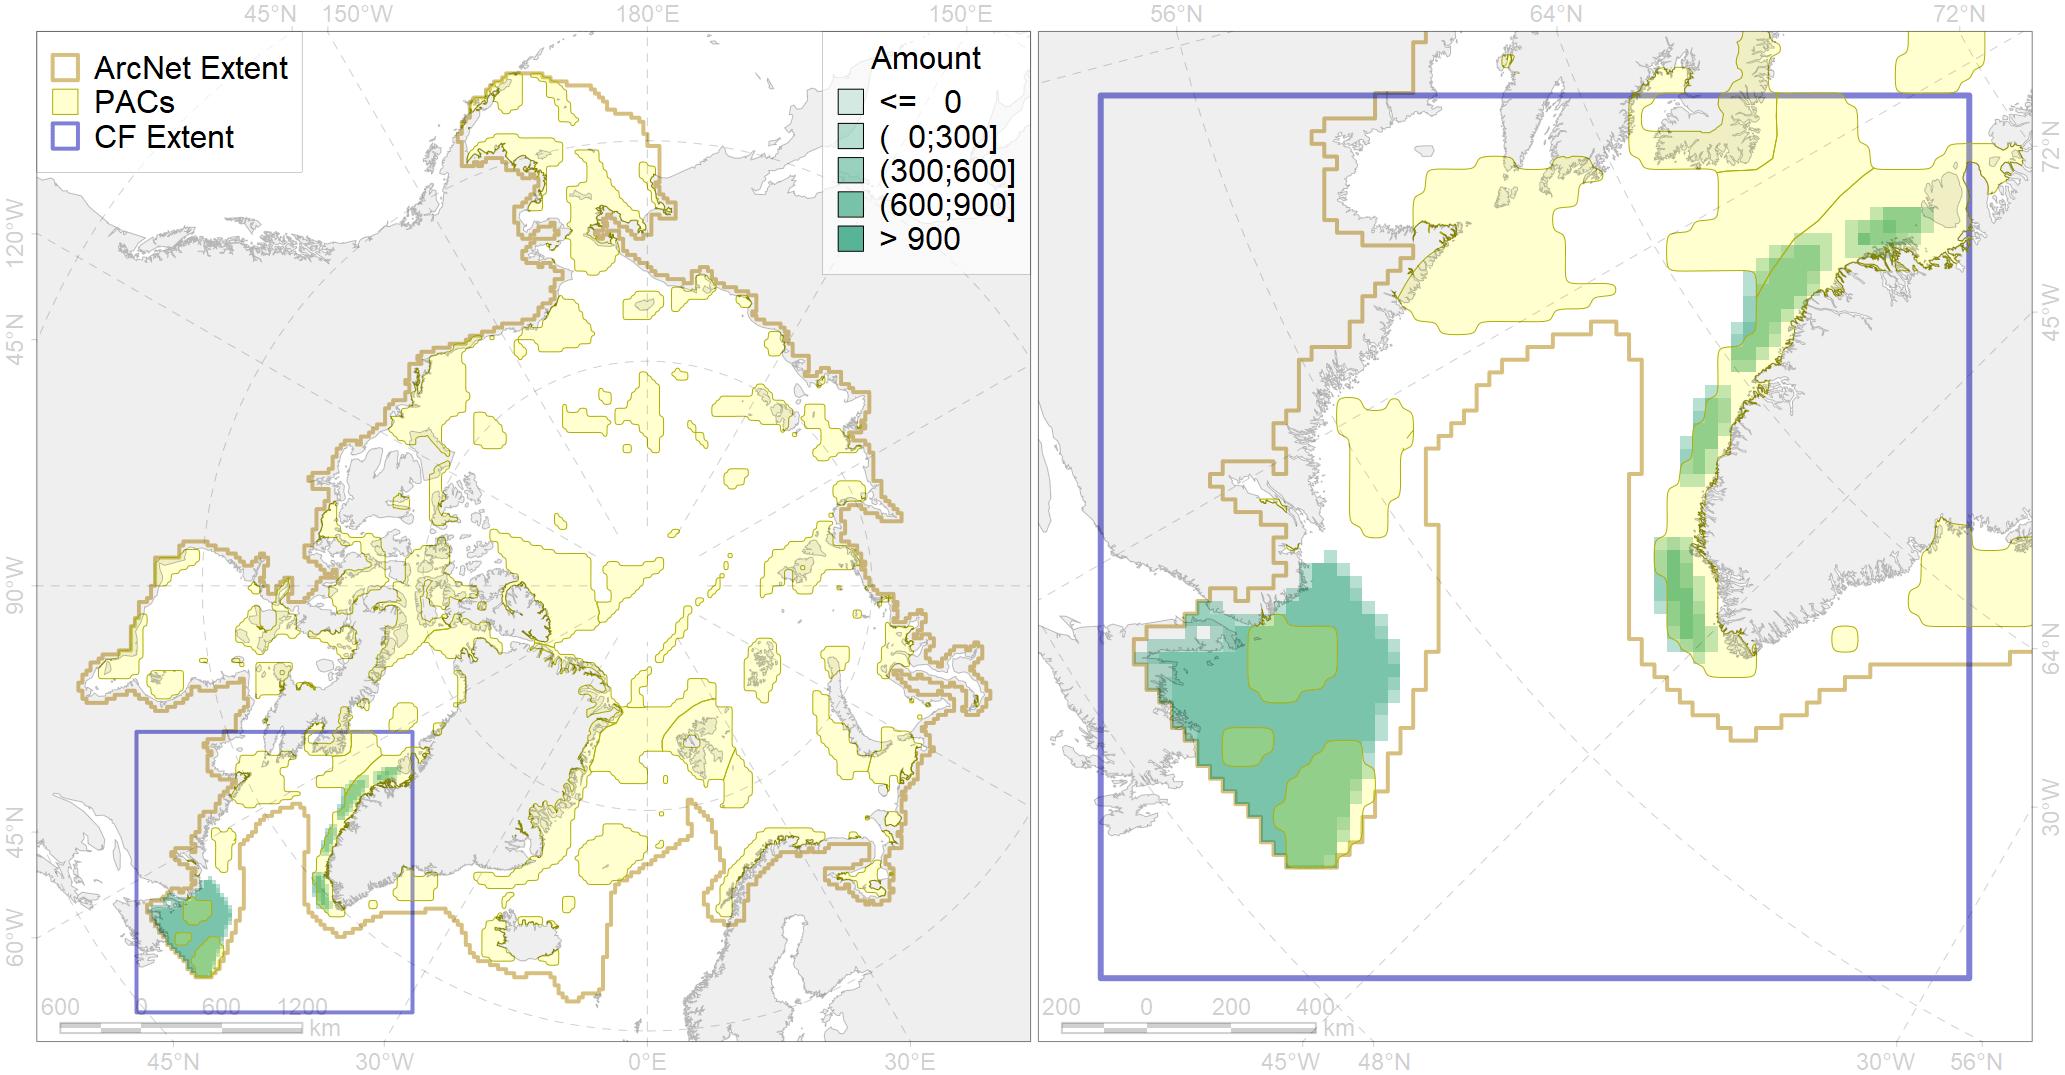 45°N 150°W 180°E 150°E 56°N 64°N 72°N
ArcNet Extent
PACs
CF Extent
Amount
<= 0
( 0;300]
(300;600]
(600;900]
> 900
120°W
45°N
90°W
45°N
60°W
72°N
45°W
64°N
30°W
600 0 600 1200
km
200 0 200 400
km
45°N 30°W 0°E 30°E 45°W 48°N 30°W 56°N